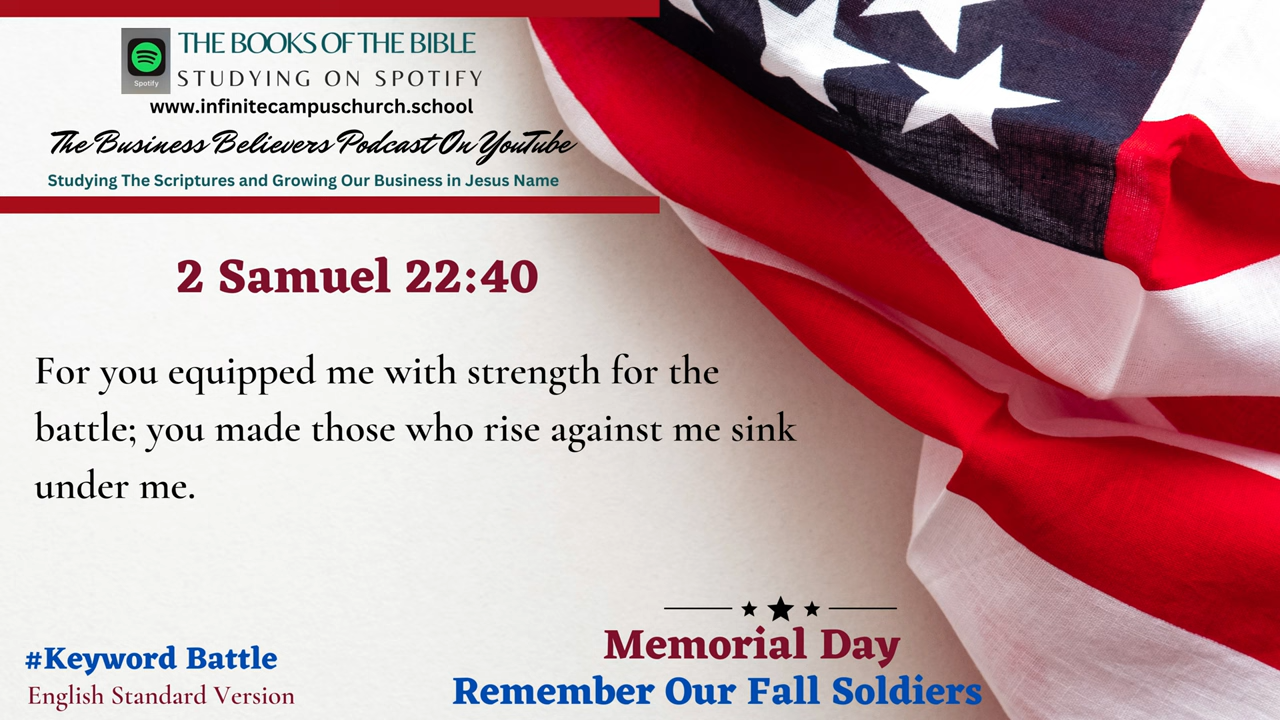 Spotify
THE BOOKS OF THE BIBLE
STUDYING ON SPOTIFY
www.infinitecampuschurch.school
The Business Believers Podcast On YouTube
Studying The Scriptures and Growing Our Business in Jesus Name
2 Samuel 22:40
For you equipped me with strength for the
battle; you made those who rise against me sink
under me.
#Keyword Battle
English Standard Version
Memorial Day
Remember Our Fall Soldiers